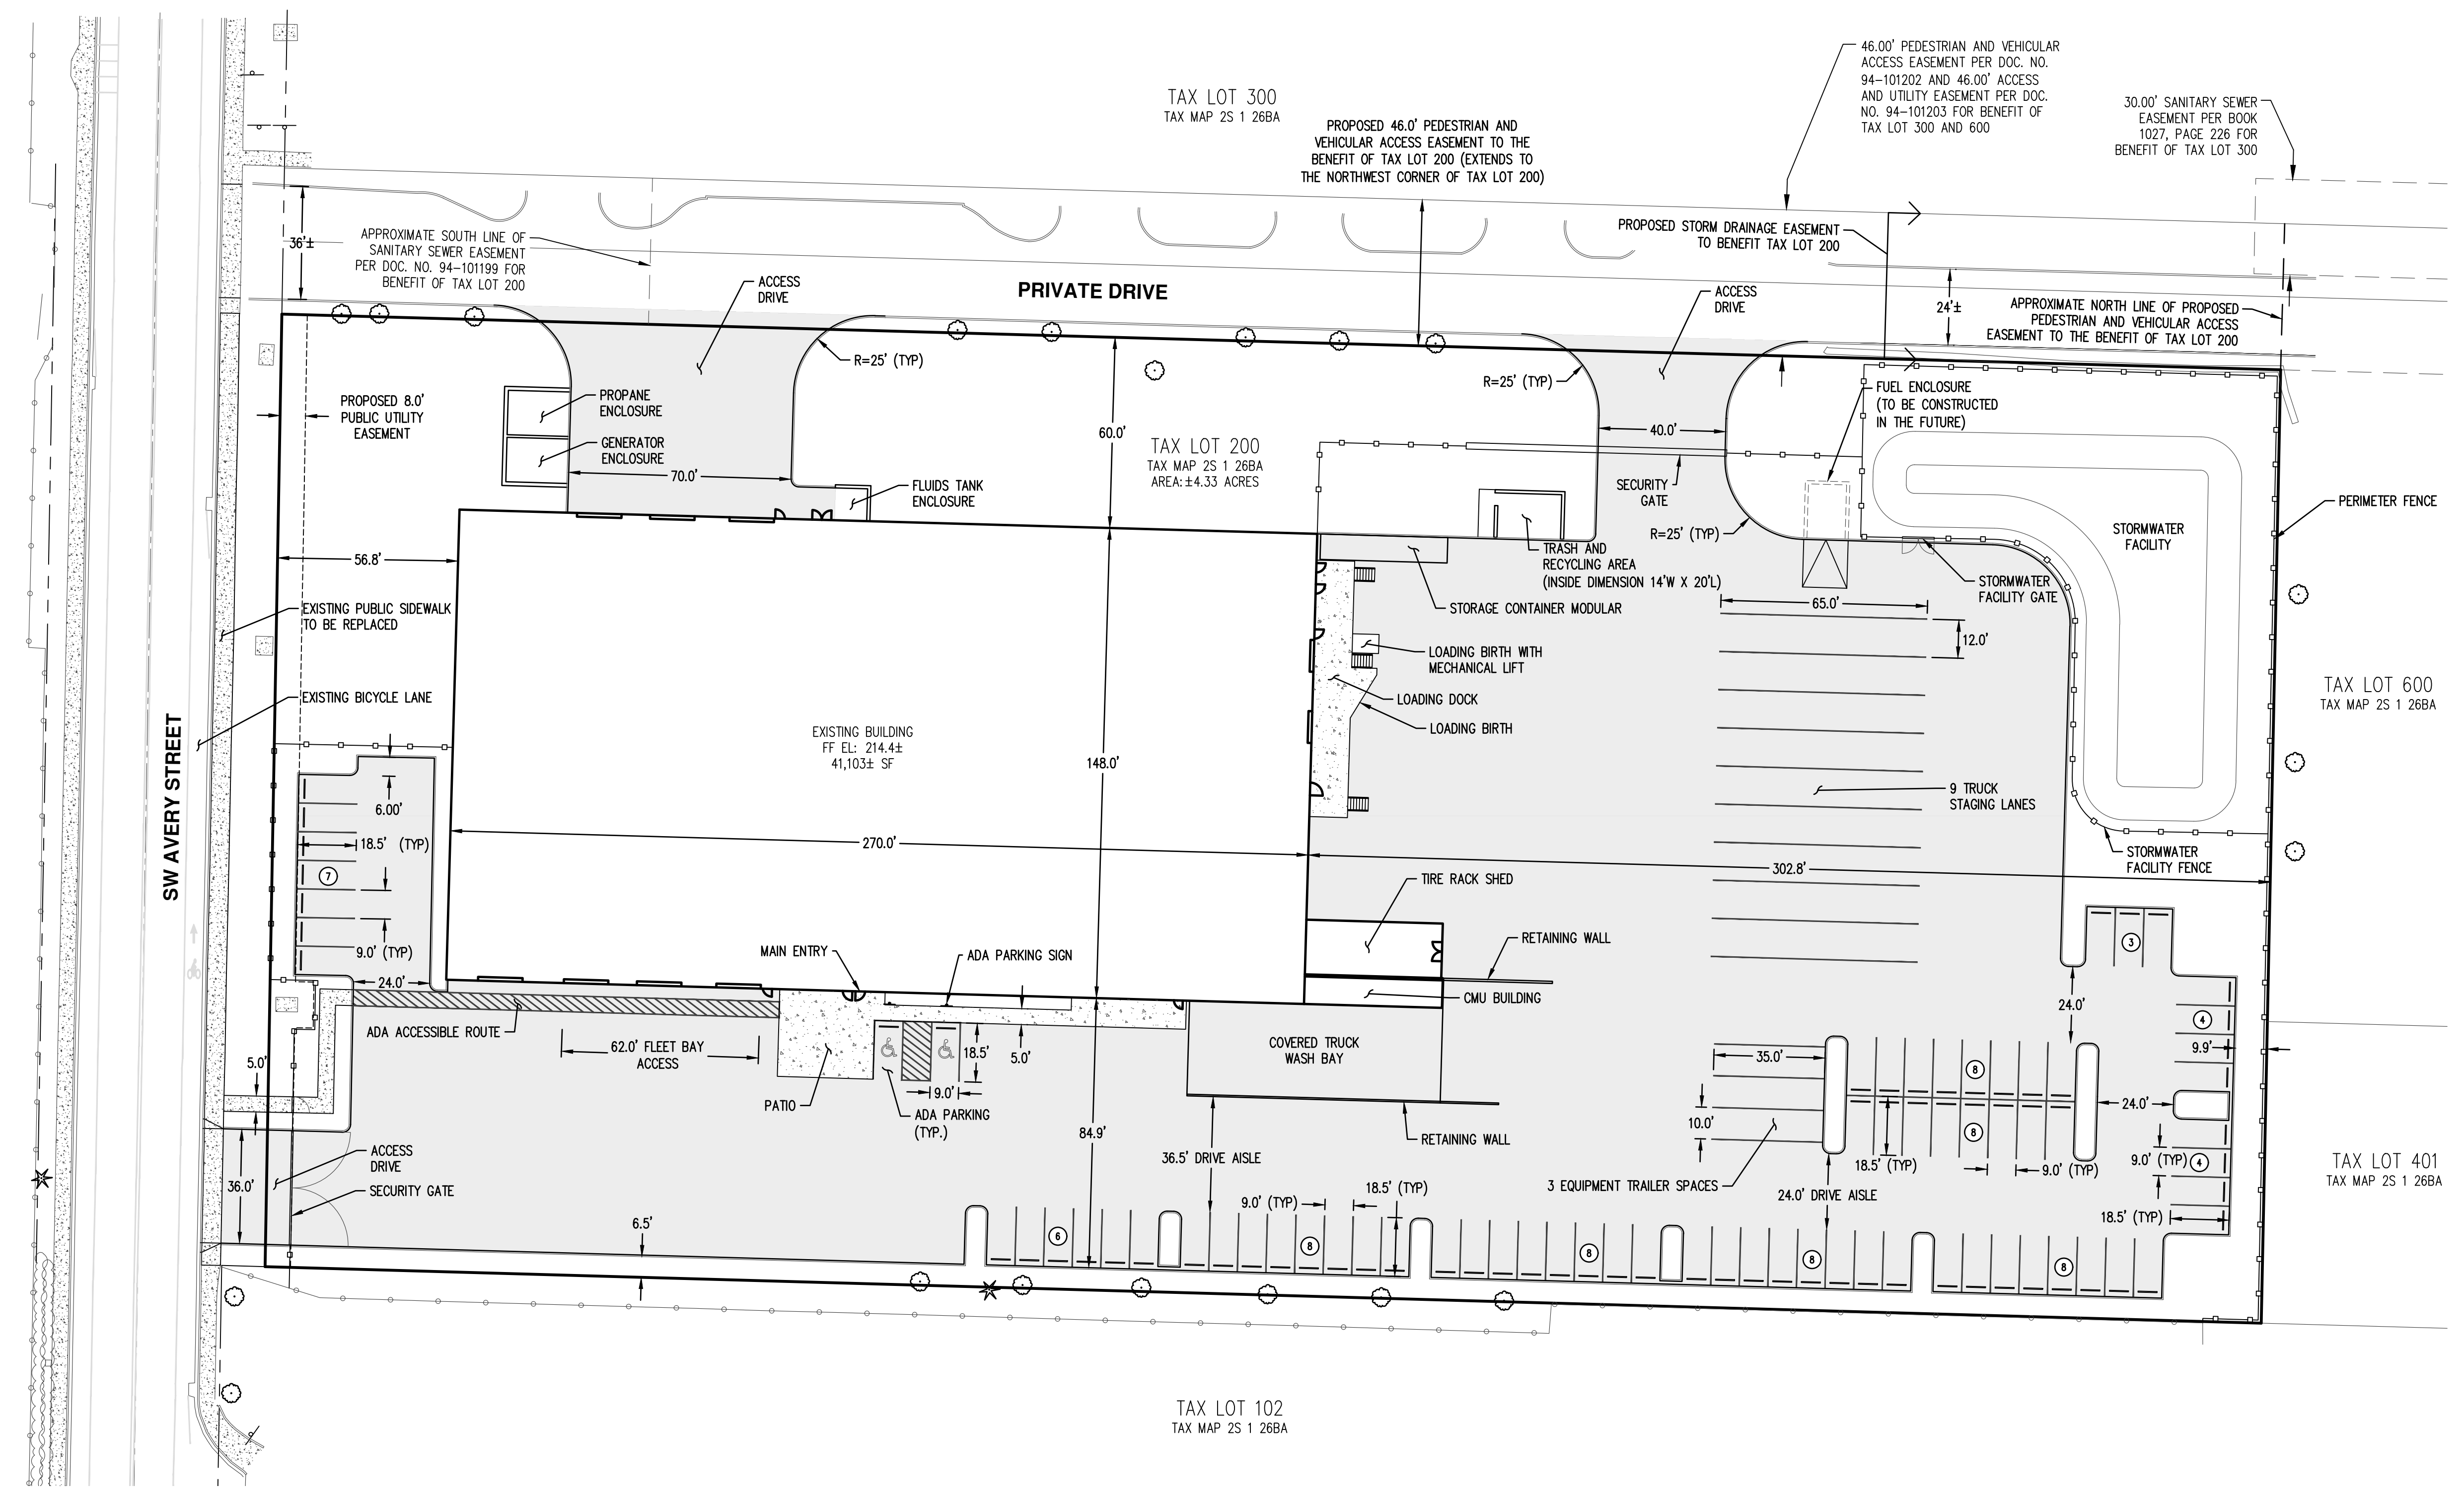 46.00' PEDESTRIAN AND VEHICULAR
ACCESS EASEMENT PER DOC. NO.
94-101202 AND 46.00' ACCESS
AND UTILITY EASEMENT PER DOC.
NO. 94-101203 FOR BENEFIT OF
TAX LOT 300 AND 600
30.00' SANITARY SEWER
EASEMENT PER BOOK
1027, PAGE 226 FOR
BENEFIT OF TAX LOT 300
TAX LOT 300
TAX MAP 2S 1 26BA
PROPOSED 46.0' PEDESTRIAN AND
VEHICULAR ACCESS EASEMENT TO THE
BENEFIT OF TAX LOT 200 (EXTENDS TO
THE NORTHWEST CORNER OF TAX LOT 200)
PROPOSED STORM DRAINAGE EASEMENT
TO BENEFIT TAX LOT 200
36'±
APPROXIMATE SOUTH LINE OF
SANITARY SEWER EASEMENT
PER DOC. NO. 94-101199 FOR
BENEFIT OF TAX LOT 200
ACCESS
DRIVE
PRIVATE DRIVE
ACCESS
DRIVE
24'±
APPROXIMATE NORTH LINE OF PROPOSED
PEDESTRIAN AND VEHICULAR ACCESS
EASEMENT TO THE BENEFIT OF TAX LOT 200
R=25' (TYP)
R=25' (TYP)
PROPOSED 8.0'
PUBLIC UTILITY
EASEMENT
PROPANE
ENCLOSURE
GENERATOR
ENCLOSURE
70.0'
FLUIDS TANK
ENCLOSURE
60.0'
TAX LOT 200
TAX MAP 2S 1 26BA
AREA:±4.33 ACRES
40.0'
FUEL ENCLOSURE
(TO BE CONSTRUCTED
IN THE FUTURE)
SECURITY
GATE
R=25' (TYP)
PERIMETER FENCE
STORMWATER
FACILITY
56.8'
TRASH AND
RECYCLING AREA
(INSIDE DIMENSION 14'W X 20'L)
STORMWATER
FACILITY GATE
EXISTING PUBLIC SIDEWALK
TO BE REPLACED
STORAGE CONTAINER MODULAR
65.0'
12.0'
LOADING BIRTH WITH
MECHANICAL LIFT
LOADING DOCK
LOADING BIRTH
EXISTING BICYCLE LANE
SW AVERY STREET
EXISTING BUILDING
FF EL: 214.4±
41,103± SF
148.0'
TAX LOT 600
TAX MAP 2S 1 26BA
9 TRUCK
STAGING LANES
6.00'
18.5' (TYP)
7
9.0' (TYP)
24.0'
270.0'
302.8'
STORMWATER
FACILITY FENCE
TIRE RACK SHED
RETAINING WALL
CMU BUILDING
MAIN ENTRY
ADA PARKING SIGN
3
24.0'
4
9.9'
ADA ACCESSIBLE ROUTE
62.0' FLEET BAY
ACCESS
5.0'
PATIO
18.5'
5.0'
9.0'
ADA PARKING
(TYP.)
COVERED TRUCK
WASH BAY
RETAINING WALL
35.0'
10.0'
8
8
24.0'
18.5' (TYP)
9.0' (TYP)
9.0' (TYP)
4
18.5' (TYP)
84.9'
36.5' DRIVE AISLE
3 EQUIPMENT TRAILER SPACES
24.0' DRIVE AISLE
ACCESS
DRIVE
36.0'
SECURITY GATE
6.5'
9.0' (TYP)
18.5' (TYP)
6
8
8
8
8
TAX LOT 401
TAX MAP 2S 1 26BA
TAX LOT 102
TAX MAP 2S 1 26BA